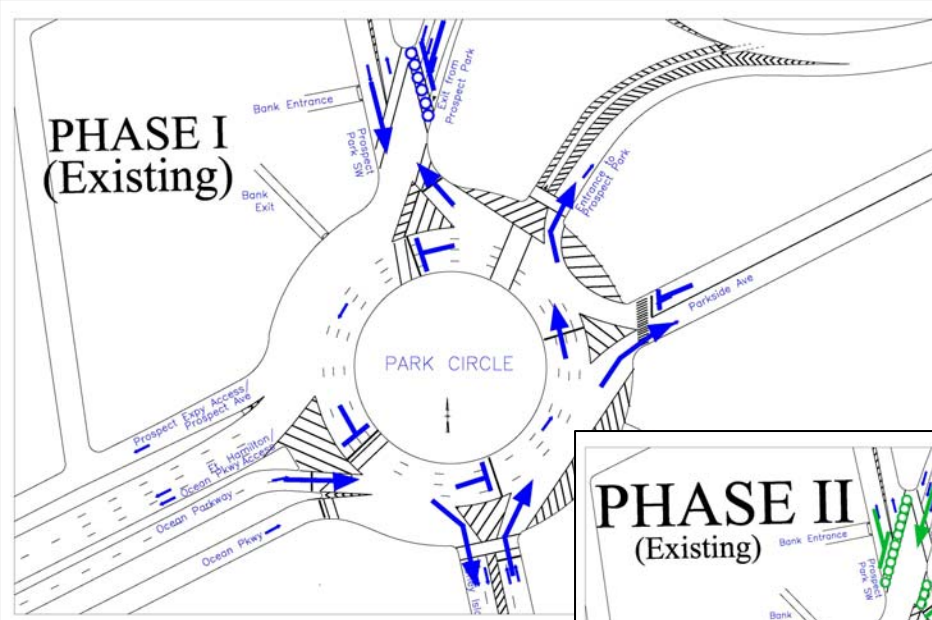 PHASE I
(Existing)
Bank Entrance
Bank
Exit
Prospect
Park SW
Exit from
Prospect Park
Entrance to
Prospect Park
Parkside Ave
PARK CIRCLE
Prospect Expy Access/
Prospect Ave
Ft. Hamilton/
Ocean Pkwy Access
Ocean Parkway
Ocean Pkwy
PHASE II
(Existing)
Bank Entrance
Prospect
Park SW
Bank